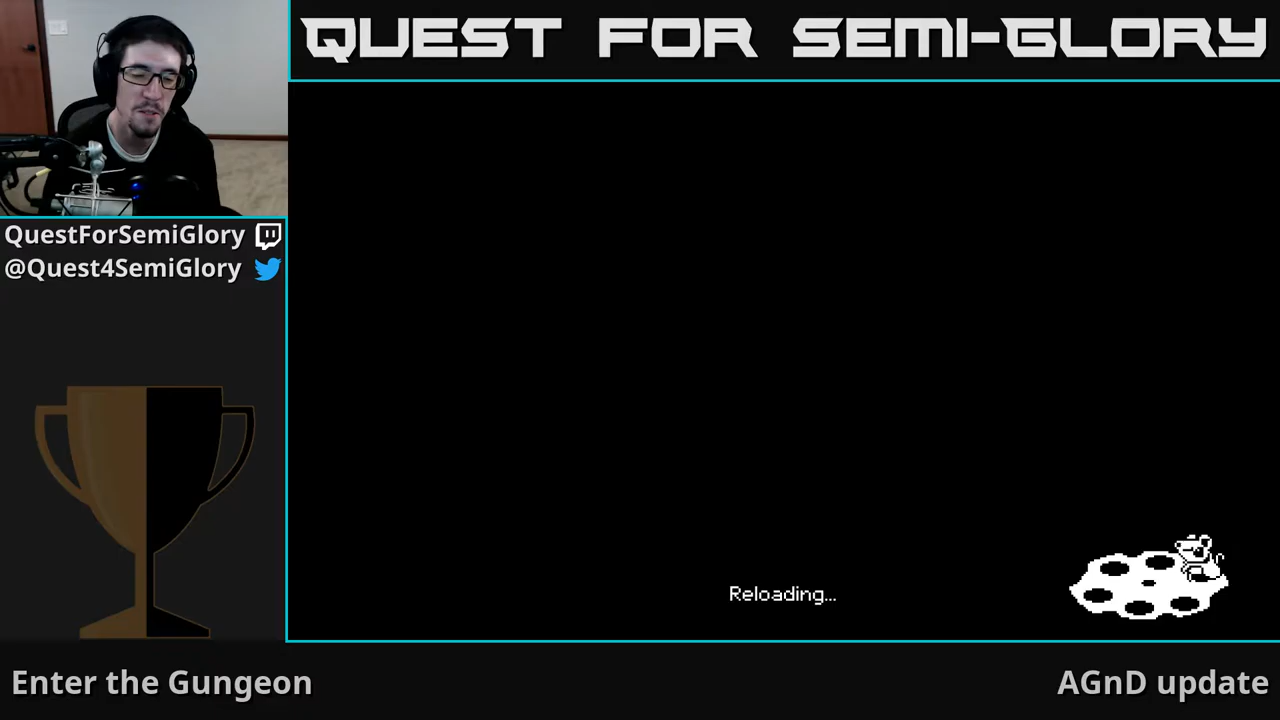 QUEST FOR SEMI-GLORY
QuestForSemiGlory
@Quest4SemiGlory
Reloading...
Enter the Gungeon
AGnD update